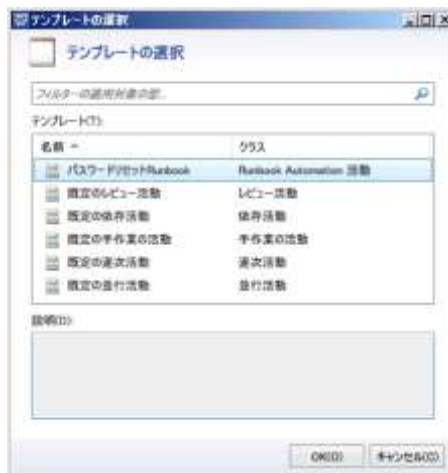 テンプレートの選択
テンプレートの選択
フィルターの適用対象の部...
テンプレート(T):
名前 クラス
パスワードリセットRunbook Runbook Automation 活動
既定のレビュー活動 レビュー活動
既定の依存活動 依存活動
既定の手作業の活動 手作業の活動
既定の逐次活動 逐次活動
既定の並行活動 並行活動
説明(D):
OK(O) キャンセル(C)